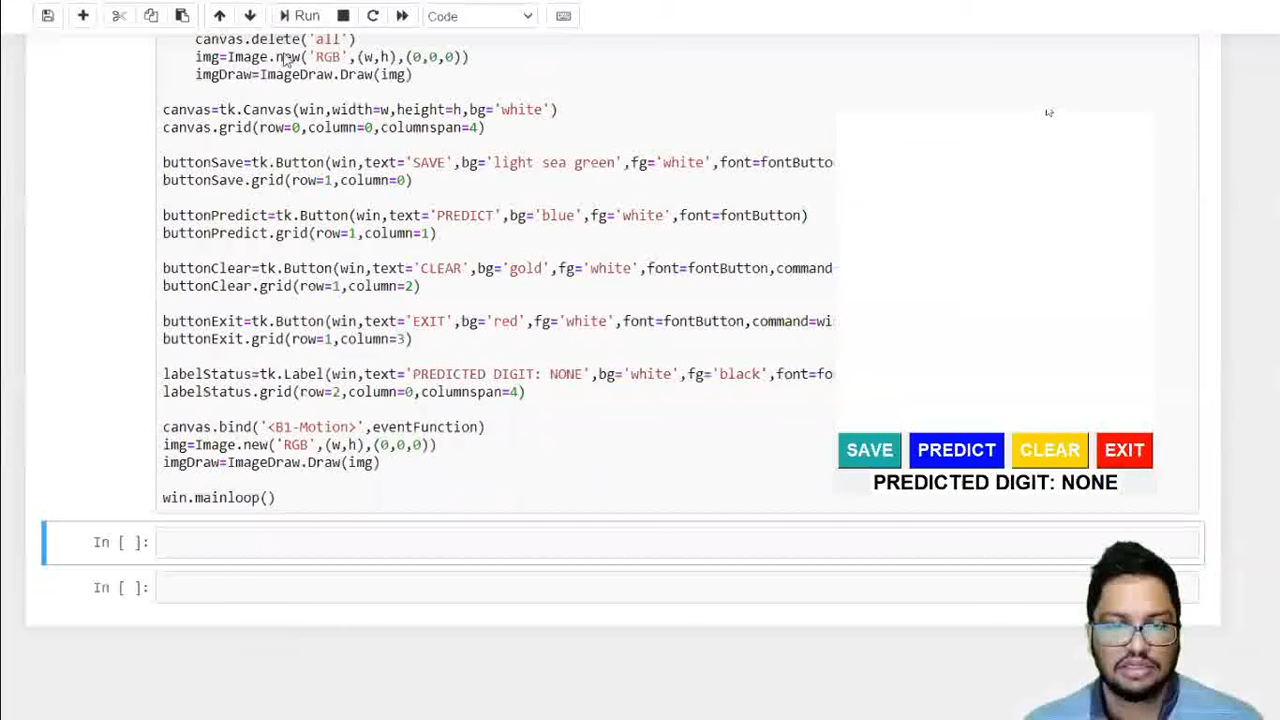 Run
Code
canvas.delete('all')
img=Image.new('RGB',(w,h),(0,0,0))
imgDraw=ImageDraw.Draw(img)
canvas=tk.Canvas(win,width=w,height=h,bg='white')
canvas.grid(row=0,column=0,columnspan=4)
buttonSave=tk.Button(win,text='SAVE',bg='light sea green',fg='white',font=fontButto
buttonSave.grid(row=1,column=0)
buttonPredict=tk.Button(win,text='PREDICT',bg='blue',fg='white',font=fontButton)
buttonPredict.grid(row=1,column=1)
buttonClear=tk.Button(win,text='CLEAR',bg='gold',fg='white',font=fontButton,command=
buttonClear.grid(row=1,column=2)
buttonExit=tk.Button(win,text='EXIT',bg='red',fg='white',font=fontButton,command=wi
buttonExit.grid(row=1,column=3)
labelStatus=tk.Label(win,text='PREDICTED DIGIT: NONE',bg='white',fg='black',font=fo
labelStatus.grid(row=2,column=0,columnspan=4)
canvas.bind('<B1-Motion>',eventFunction)
img=Image.new('RGB',(w,h),(0,0,0))
imgDraw=ImageDraw.Draw(img)
win.mainloop()
SAVE PREDICT CLEAR EXIT
PREDICTED DIGIT: NONE
In [ ]:
In [ ]: